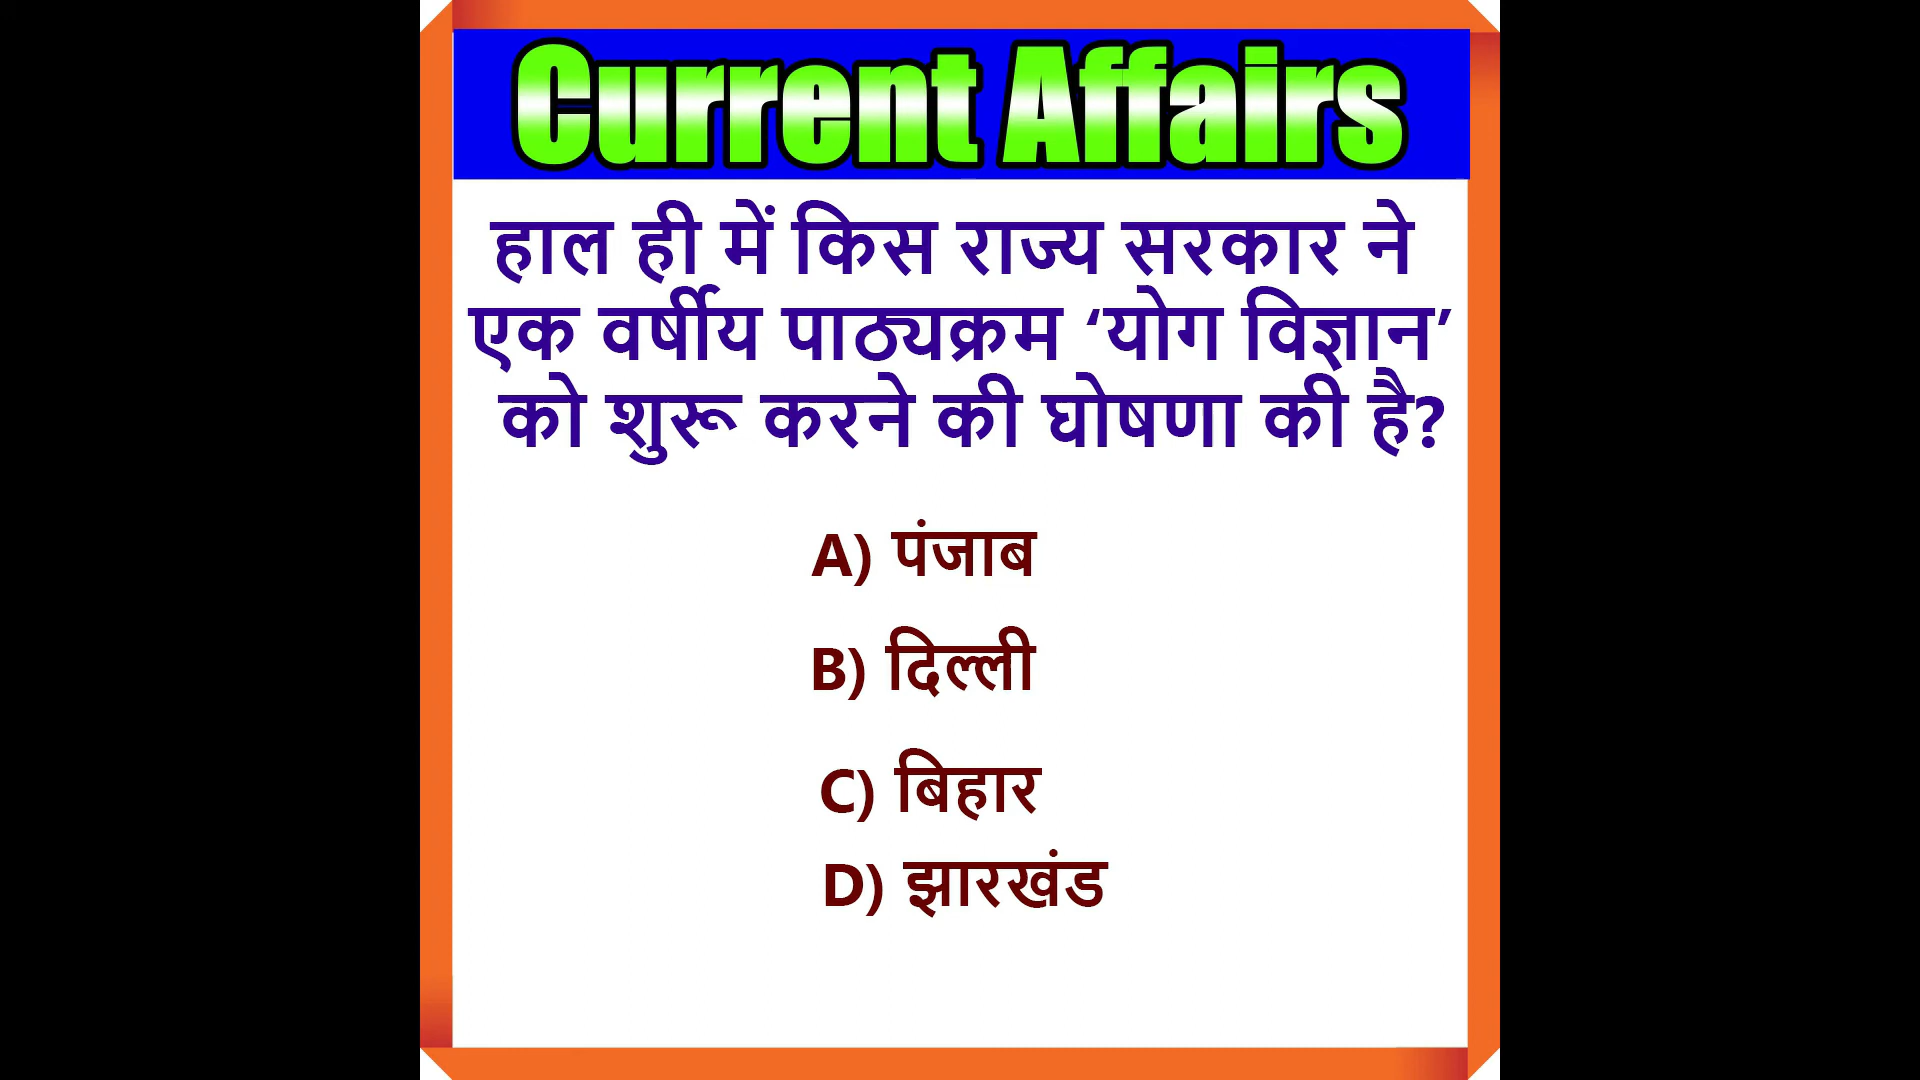 Current Affairs
हाल ही में किस राज्य सरकार ने
एक वर्षीय पाठ्यक्रम ‘योग विज्ञान’
को शुरू करने की घोषणा की है?
A) पंजाब
B) दिल्ली
C) बिहार
D) झारखंड